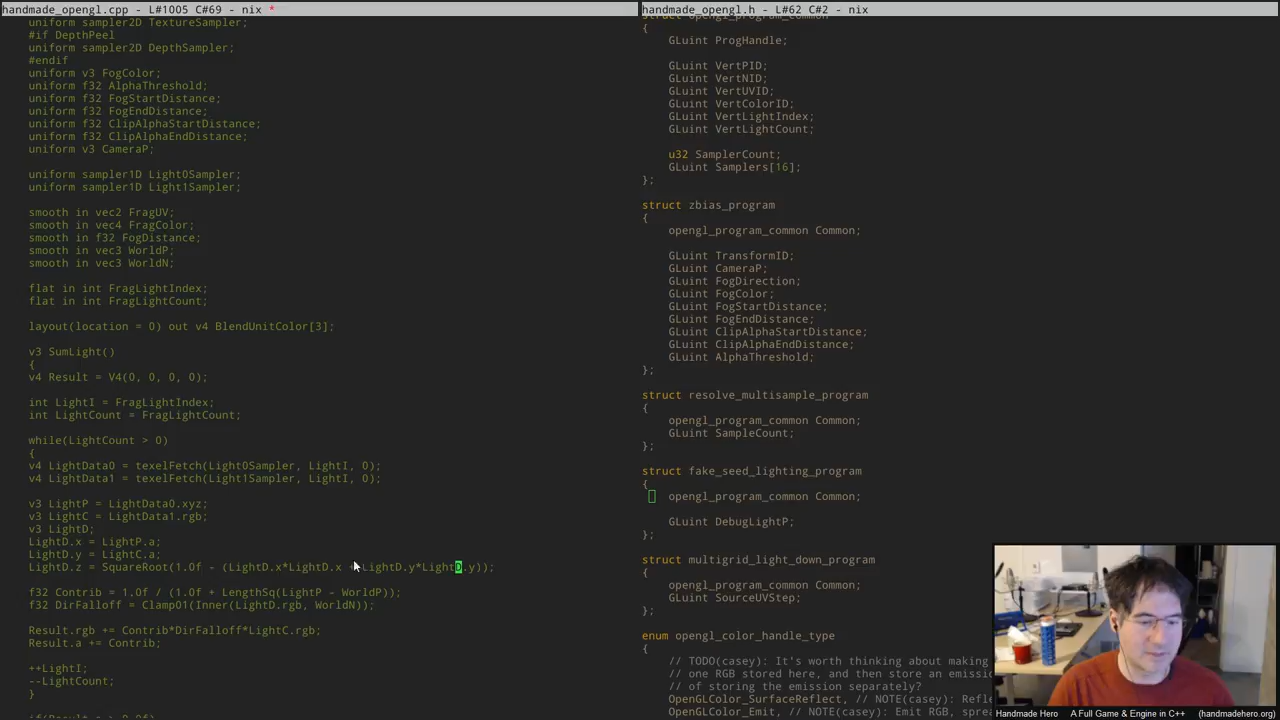 handmade_opengl.cpp - L#1005 C#69 - nix *
uniform sampler2D TextureSampler;
#if DepthPeel
uniform sampler2D DepthSampler;
#endif
uniform v3 FogColor;
uniform f32 AlphaThreshold;
uniform f32 FogStartDistance;
uniform f32 FogEndDistance;
uniform f32 ClipAlphaStartDistance;
uniform f32 ClipAlphaEndDistance;
uniform v3 CameraP;
uniform sampler1D Light0Sampler;
uniform sampler1D Light1Sampler;
smooth in vec2 FragUV;
smooth in vec4 FragColor;
smooth in f32 FogDistance;
smooth in vec3 WorldP;
smooth in vec3 WorldN;
flat in int FragLightIndex;
flat in int FragLightCount;
layout(location = 0) out v4 BlendUnitColor[3];
v3 SumLight()
{
v4 Result = V4(0, 0, 0, 0);
int LightI = FragLightIndex;
int LightCount = FragLightCount;
while(LightCount > 0)
{
v4 LightData0 = texelFetch(Light0Sampler, LightI, 0);
v4 LightData1 = texelFetch(Light1Sampler, LightI, 0);
v3 LightP = LightData0.xyz;
v3 LightC = LightData1.rgb;
v3 LightD;
LightD.x = LightP.a;
LightD.y = LightC.a;
LightD.z = SquareRoot(1.0f - (LightD.x*LightD.x + LightD.y*LightD.y));
f32 Contrib = 1.0f / (1.0f + LengthSq(LightP - WorldP));
f32 DirFalloff = Clamp01(Inner(LightD.rgb, WorldN));
Result.rgb += Contrib*DirFalloff*LightC.rgb;
Result.a += Contrib;
++LightI;
--LightCount;
}
handmade_opengl.h - L#62 C#2 - nix
struct opengl_program_common
{
GLuint ProgHandle;
GLuint VertPID;
GLuint VertNID;
GLuint VertUVID;
GLuint VertColorID;
GLuint VertLightIndex;
GLuint VertLightCount;
u32 SamplerCount;
GLuint Samplers[16];
};
struct zbias_program
{
opengl_program_common Common;
GLuint TransformID;
GLuint CameraP;
GLuint FogDirection;
GLuint FogColor;
GLuint FogStartDistance;
GLuint FogEndDistance;
GLuint ClipAlphaStartDistance;
GLuint ClipAlphaEndDistance;
GLuint AlphaThreshold;
};
struct resolve_multisample_program
{
opengl_program_common Common;
GLuint SampleCount;
};
struct fake_seed_lighting_program
{
opengl_program_common Common;
GLuint DebugLightP;
};
struct multigrid_light_down_program
{
opengl_program_common Common;
GLuint SourceUVStep;
};
enum opengl_color_handle_type
{
// TODO(casey): It's worth thinking about making
// one RGB stored here, and then store an emissio
// of storing the emission separately?
OpenGLColor_SurfaceReflect, // NOTE(casey): Refle
OpenGLColor_Emit, // NOTE(casey): Emit RGB, sprea
Handmade Hero A Full Game & Engine in C++ (handmadehero.org)